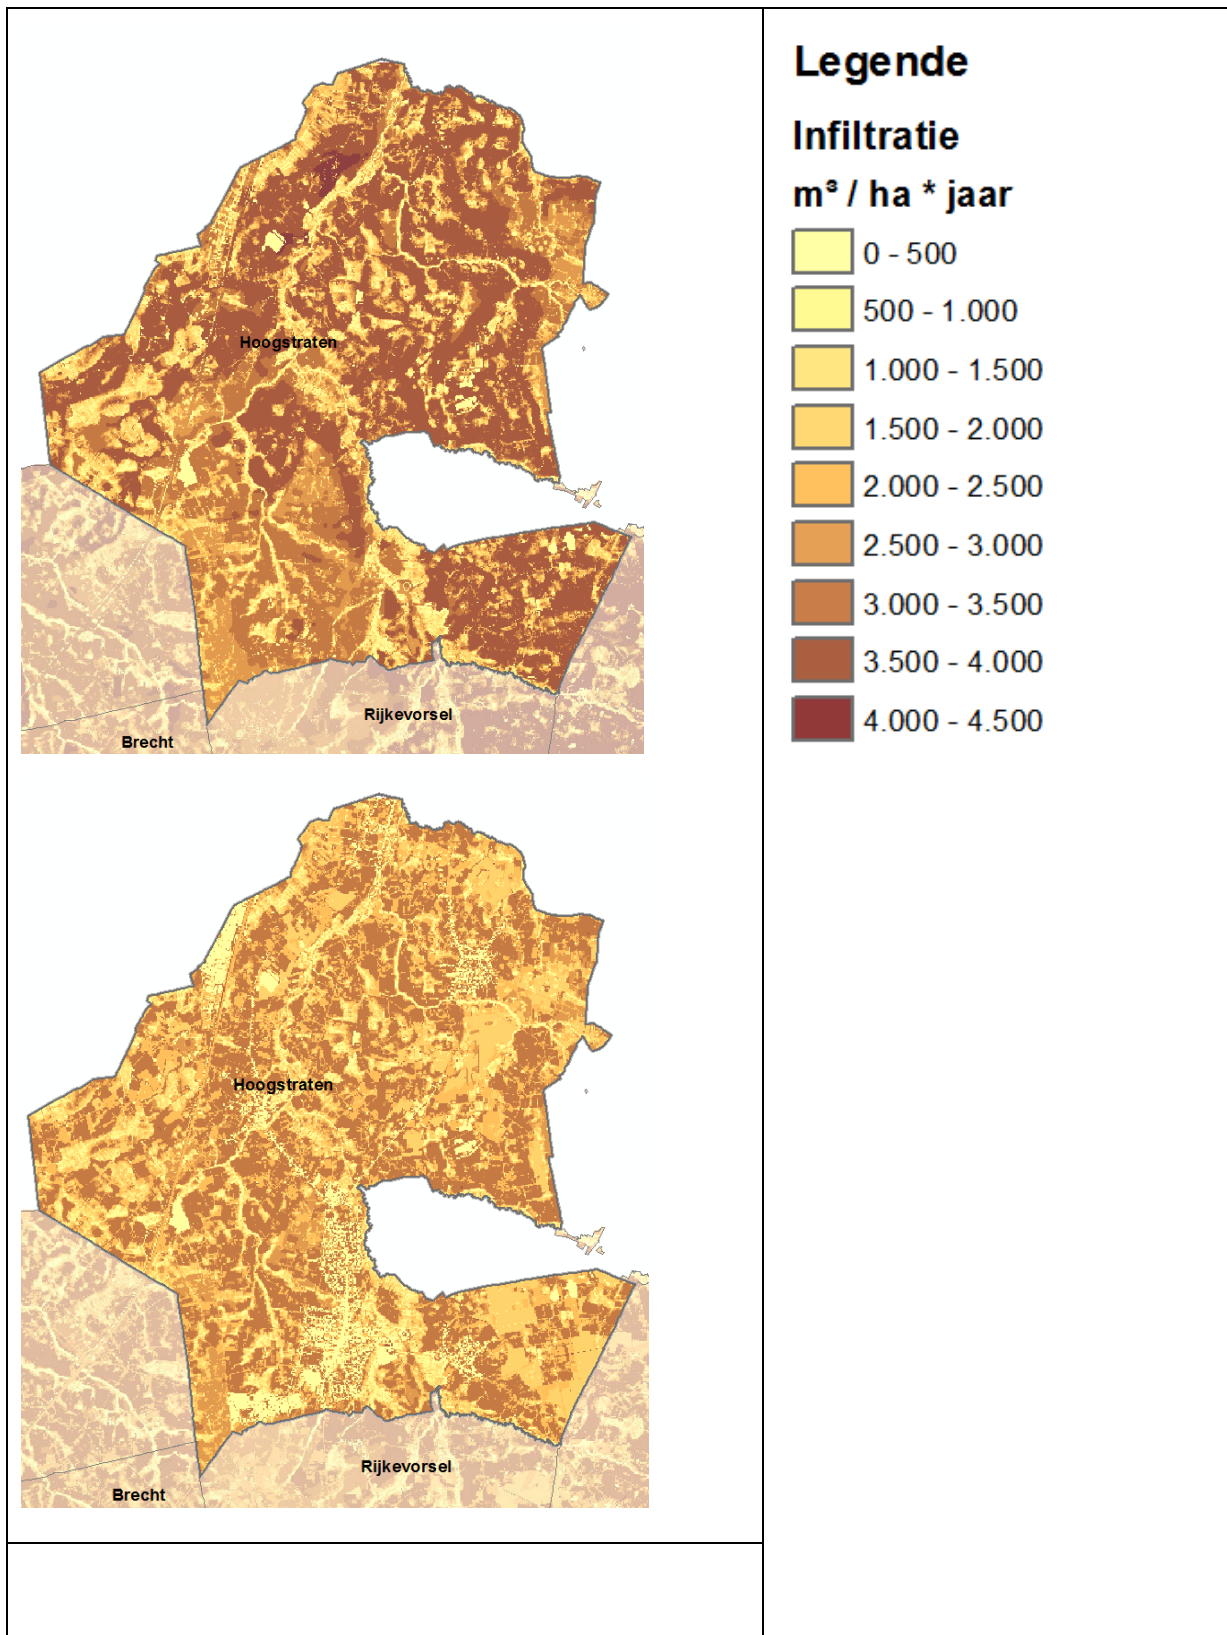 Hoogstraten
Rijkevorsel
Brecht
Hoogstraten
Rijkevorsel
Brecht
Legende
Infiltratie
m³ / ha * jaar
0 - 500
500 - 1.000
1.000 - 1.500
1.500 - 2.000
2.000 - 2.500
2.500 - 3.000
3.000 - 3.500
3.500 - 4.000
4.000 - 4.500